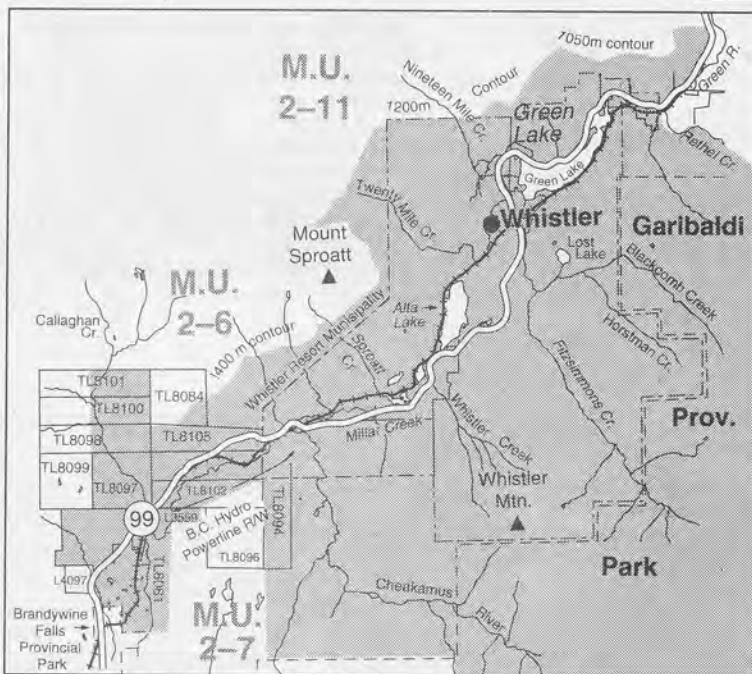 1050m contour
M.U.
2-11
Nineteen Mile Cr.
Contour
1200m
Green
Lake
Green R.
Green Lake
Rethel Cr.
Twenty Mile Cr.
Whistler
Garibaldi
Mount
Sproatt
Lost
Lake
Blackcomb Creek
M.U.
2-6
Alta
Lake
Horstman Cr.
Callaghan
Cr.
1400 m contour
Whistler Resort Munisipality
Sproatt
Cr.
Fitzsimmons Cr.
TL8101
TL8100
TL8084
Prov.
TL8098
TL8105
Millar Creek
Whistler Creek
TL8099
TL8097
TL8102
Whistler
Mtn.
99
L3559
B.C. Hydro
Powerline R/W
TL8094
TL8096
Park
L4097
TL8061
Cheakamus
River
Brandywine
Falls
Provincial
Park
M.U.
2-7